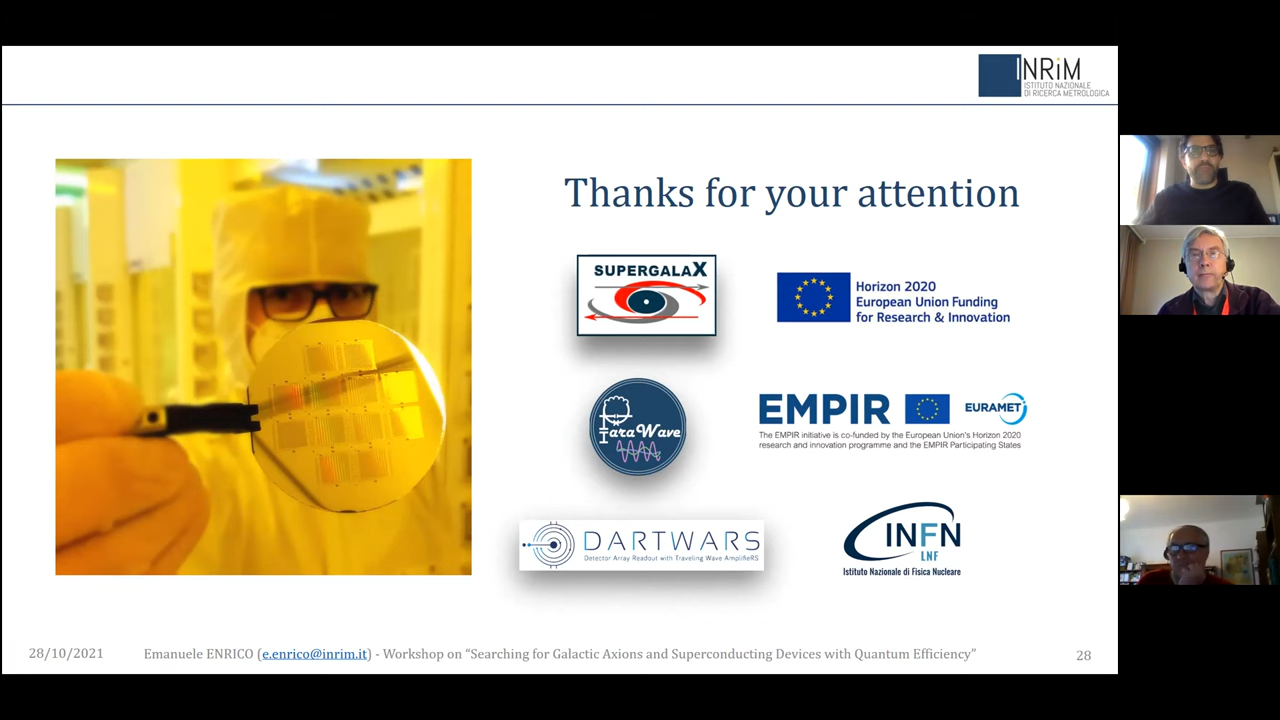 INRiM
ISTITUTO NAZIONALE
DI RICERCA METROLOGICA
Thanks for your attention
SUPERGALAX
Horizon 2020
European Union Funding
for Research & Innovation
ParaWave
EMPIR
EURAMET
The EMPIR initiative is co-funded by the European Union's Horizon 2020
research and innovation programme and the EMPIR Participating States
DARTWARS
Detector Array Readout with Traveling Wave AmplifieRS
INFN
LNF
Istituto Nazionale di Fisica Nucleare
28/10/2021
Emanuele ENRICO (e.enrico@inrim.it) - Workshop on “Searching for Galactic Axions and Superconducting Devices with Quantum Efficiency”
28